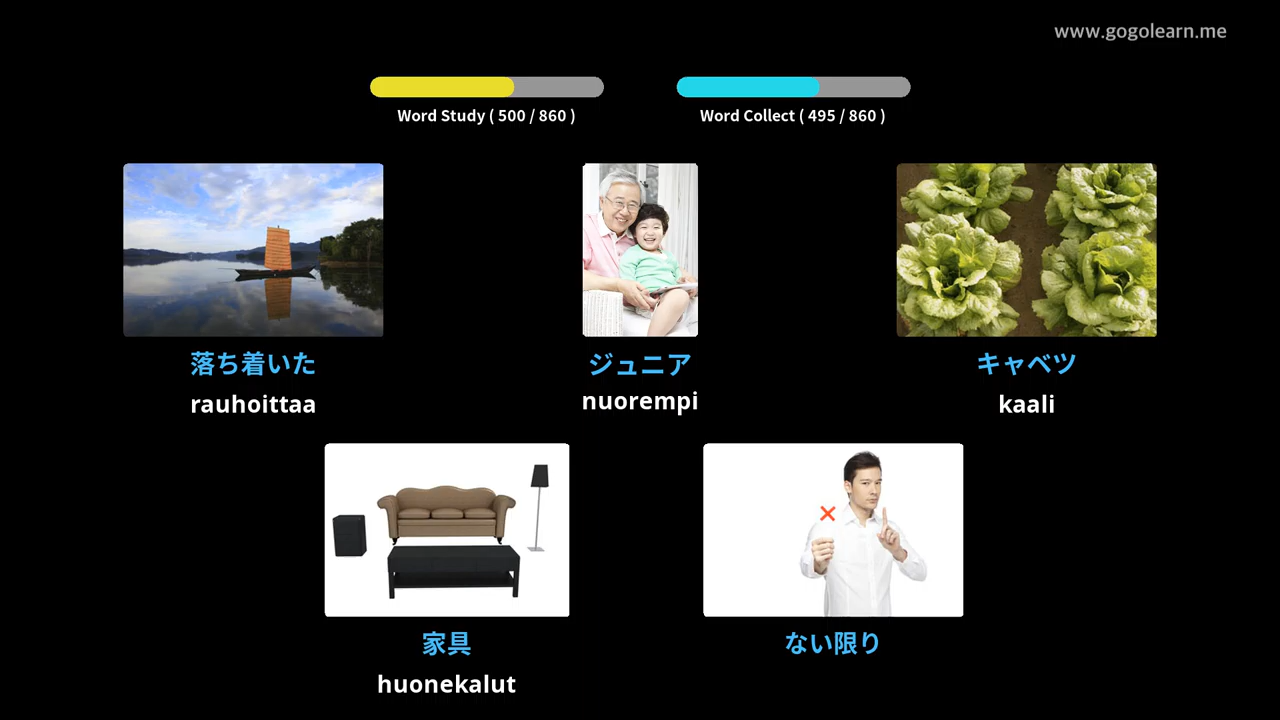 www.gogolearn.me
Word Study ( 500 / 860 )
Word Collect ( 495 / 860 )
落ち着いた
rauhoittaa
ジュニア
nuorempi
キャベツ
kaali
家具
huonekalut
ない限り